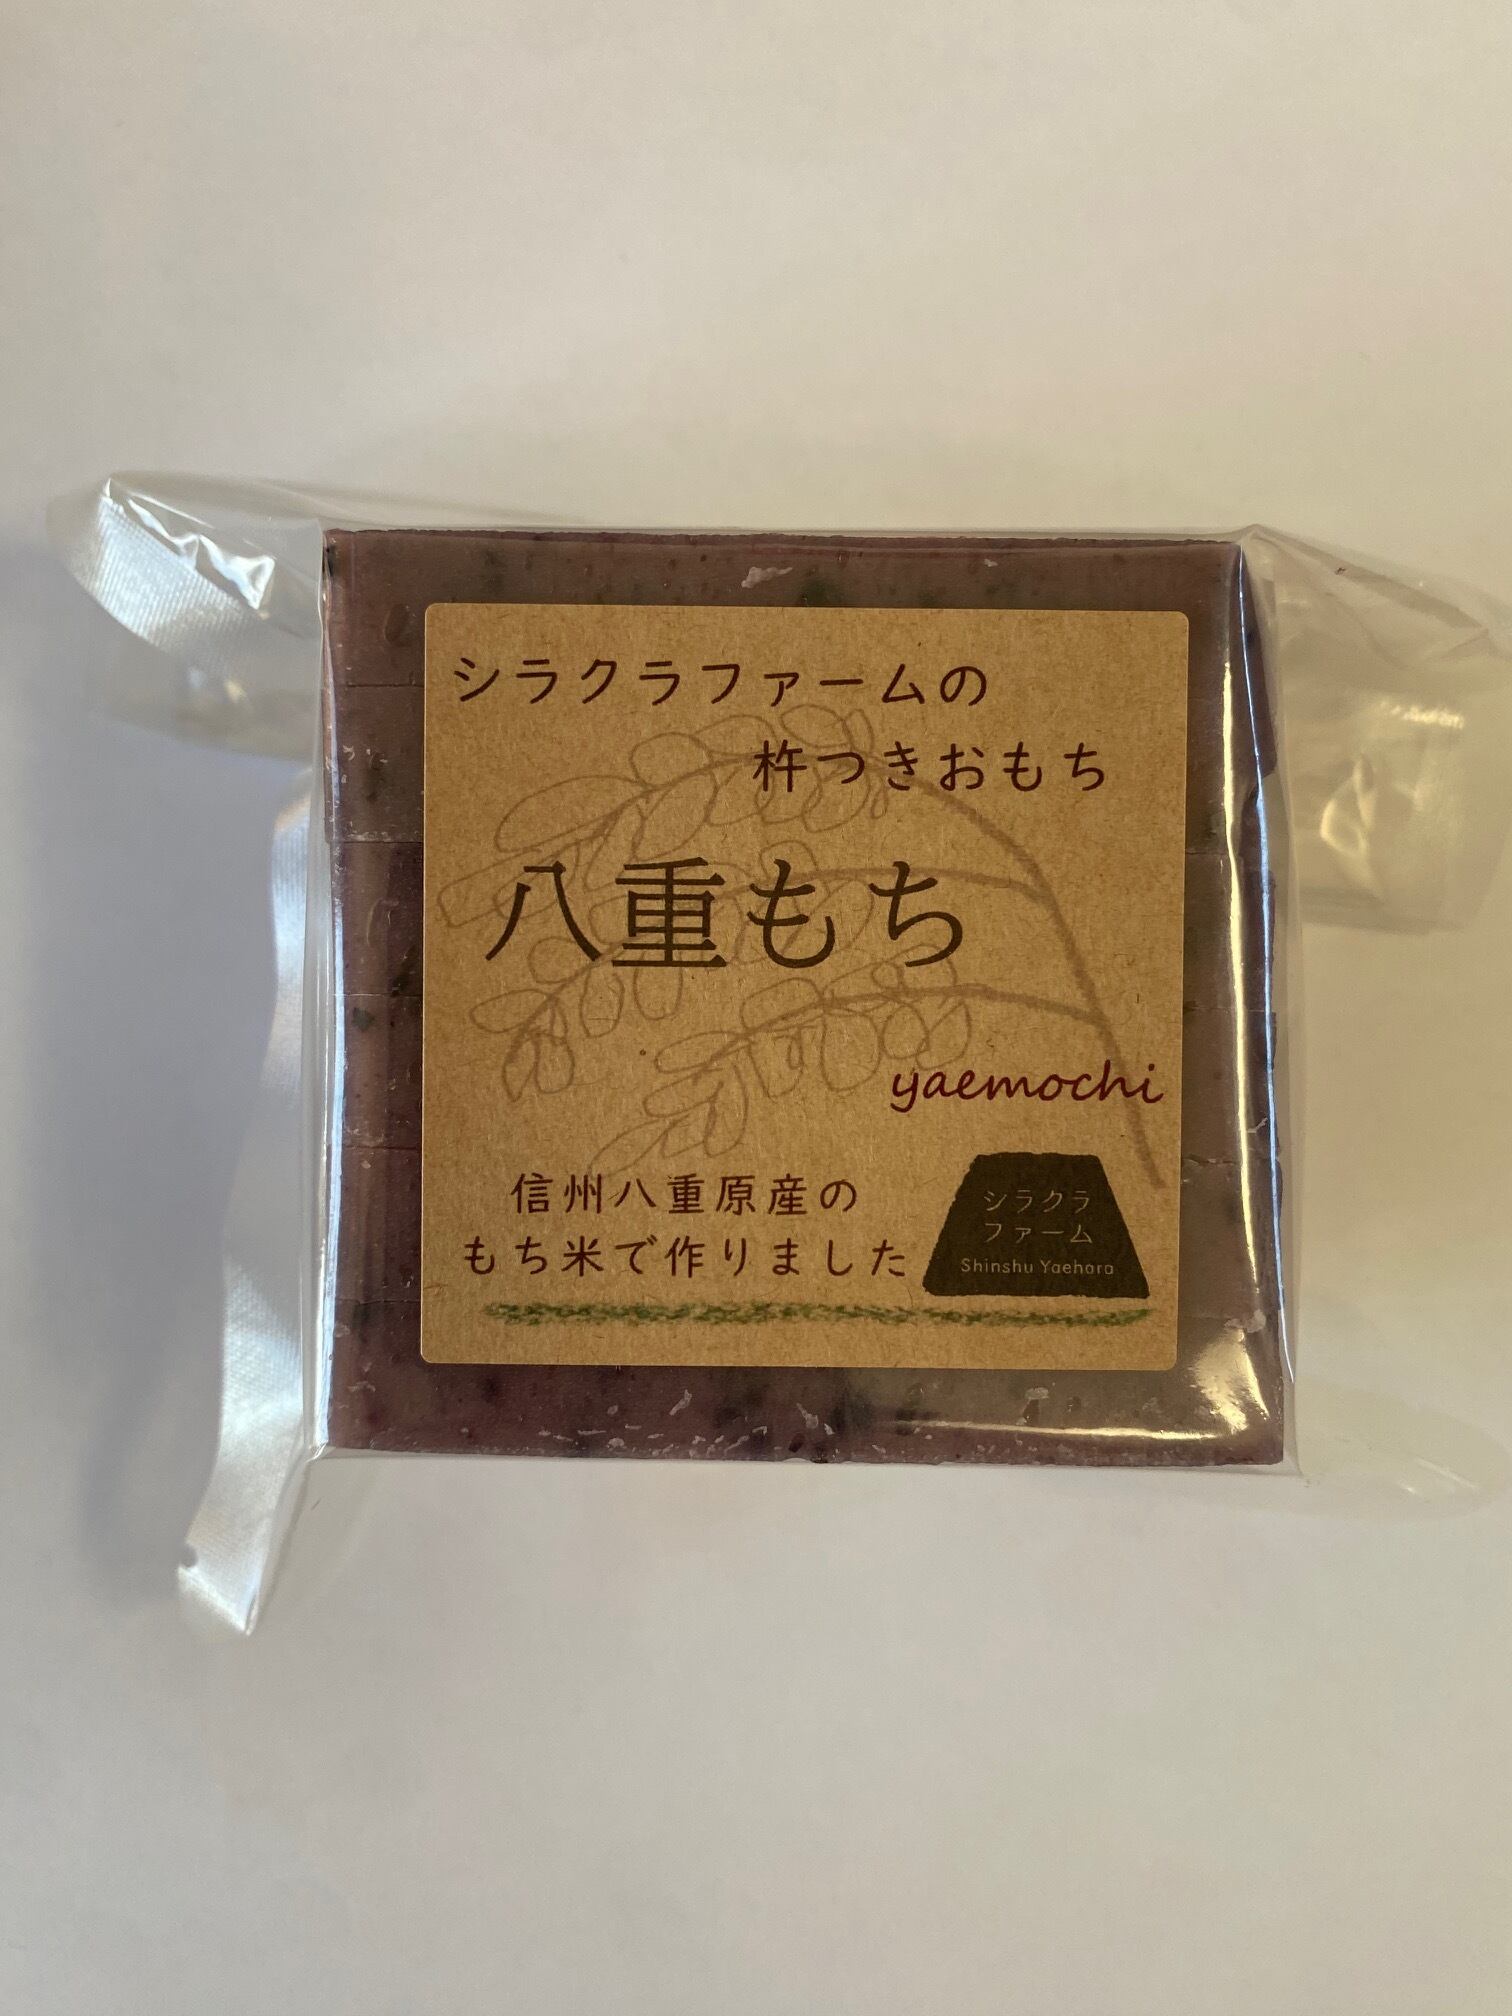 シラクラファームの
杵つきおもち
八重もち
yaemochi
信州八重原産の
もち米で作りました
シラクラ
ファーム
Shinshu Yaehara